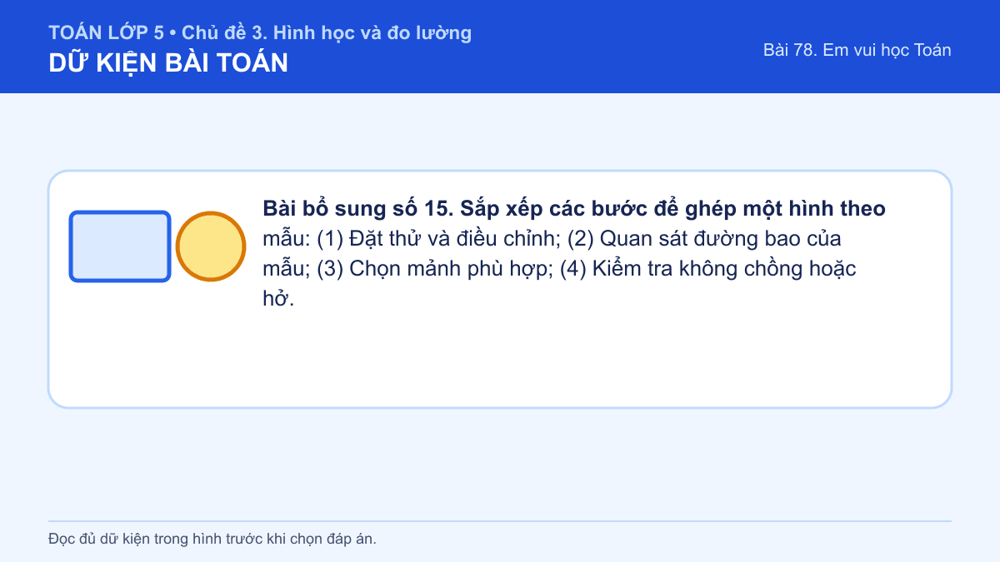 TOÁN LỚP 5 • Chủ đề 3. Hình học và đo lường
DỮ KIỆN BÀI TOÁN
Bài 78. Em vui học Toán
Bài bổ sung số 15. Sắp xếp các bước để ghép một hình theo
mẫu: (1) Đặt thử và điều chỉnh; (2) Quan sát đường bao của
mẫu; (3) Chọn mảnh phù hợp; (4) Kiểm tra không chồng hoặc
hở.
Đọc đủ dữ kiện trong hình trước khi chọn đáp án.